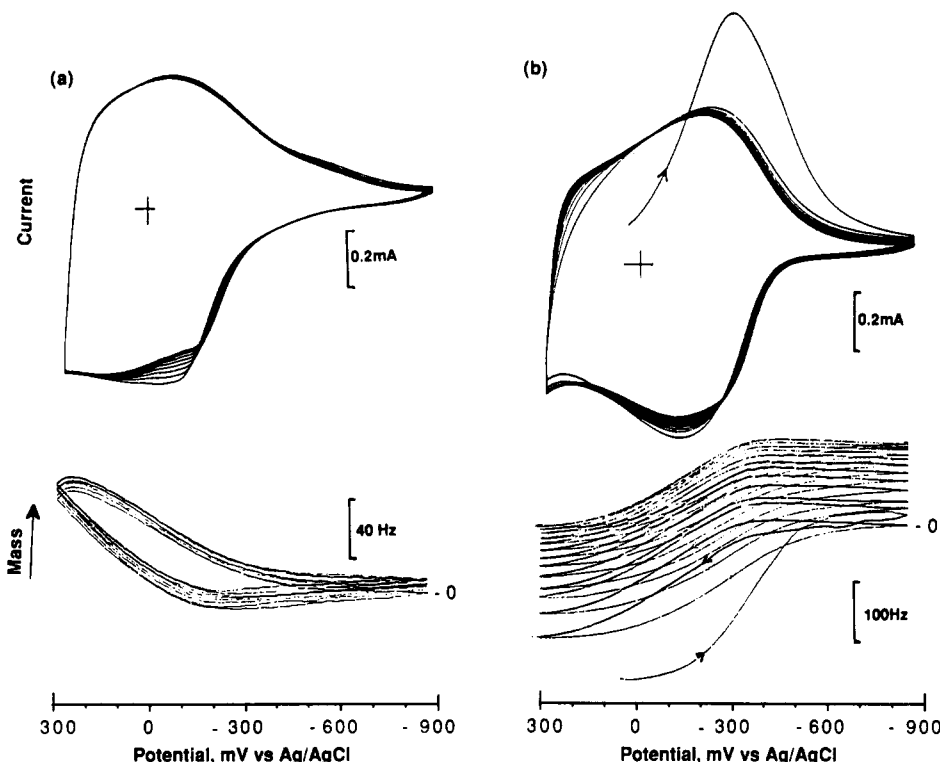 (a)
(b)
Current
0.2mA
0.2mA
Mass
40 Hz
- 0
100Hz
- 0
300 0 - 300 - 600 - 900
300 0 - 300 - 600 - 900
Potential, mV vs Ag/AgCl
Potential, mV vs Ag/AgCl